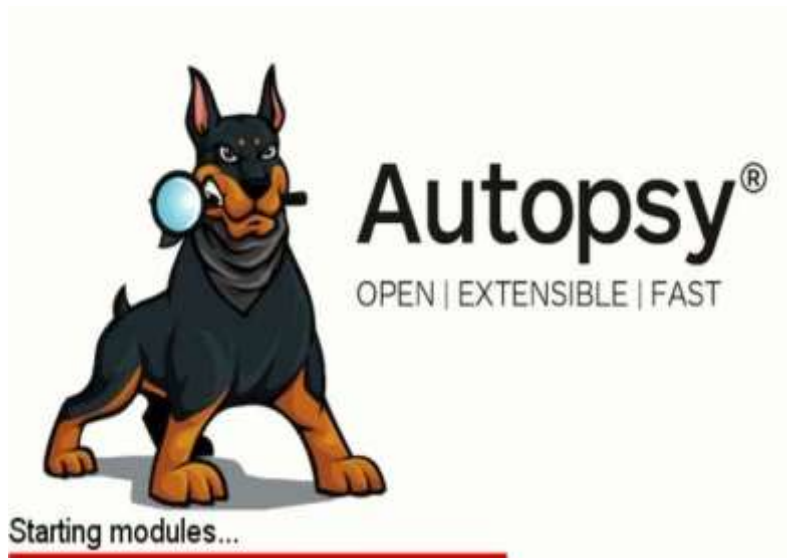 Autopsy®
OPEN | EXTENSIBLE | FAST
Starting modules...